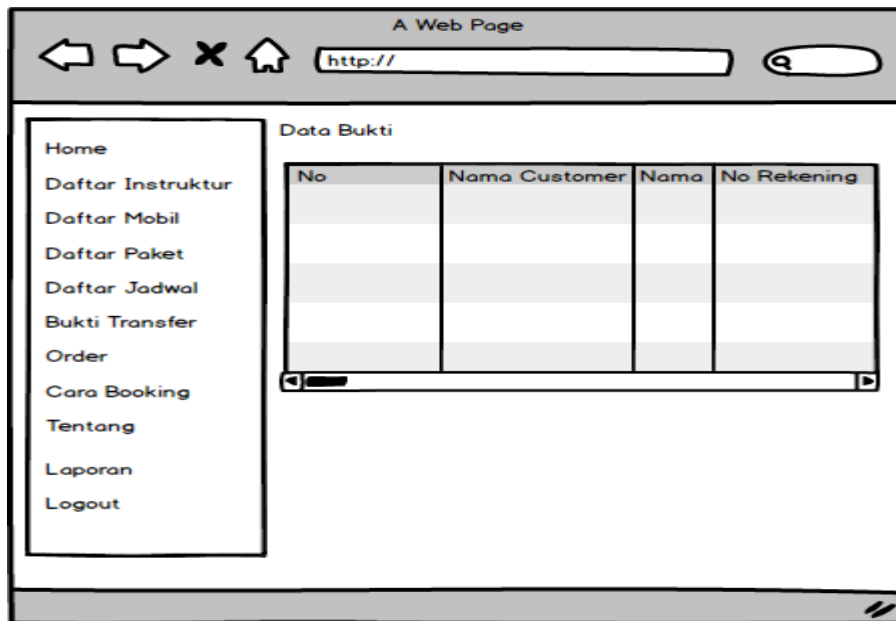 A Web Page
http://
Home
Daftar Instruktur
Daftar Mobil
Daftar Paket
Daftar Jadwal
Bukti Transfer
Order
Cara Booking
Tentang
Laporan
Logout
Data Bukti
No Nama Customer Nama No Rekening